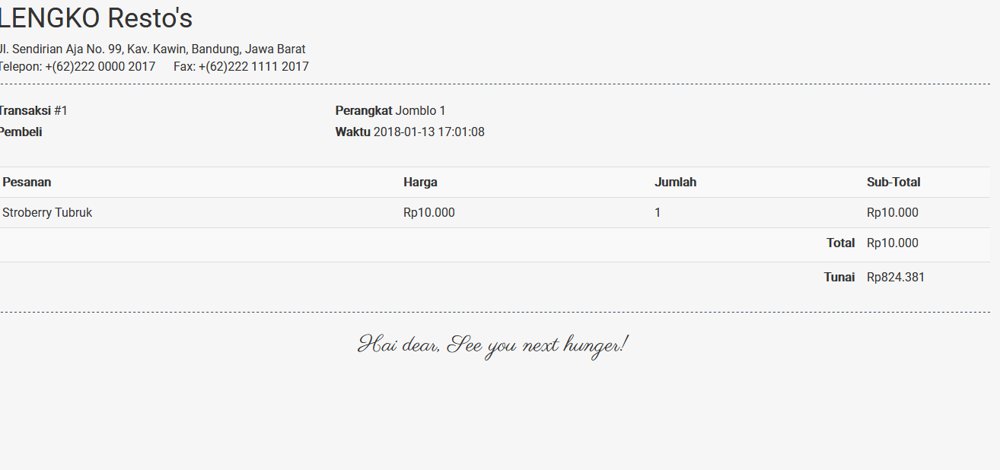 LENGKO Resto's
Jl. Sendirian Aja No. 99, Kav. Kawin, Bandung, Jawa Barat
Telepon: +(62)222 0000 2017 Fax: +(62)222 1111 2017
Transaksi #1 Perangkat Jomblo 1
Pembeli Waktu 2018-01-13 17:01:08
Pesanan Harga Jumlah Sub-Total
Stroberry Tubruk Rp10.000 1 Rp10.000
Total Rp10.000
Tunai Rp824.381
Hai dear, See you next hunger!